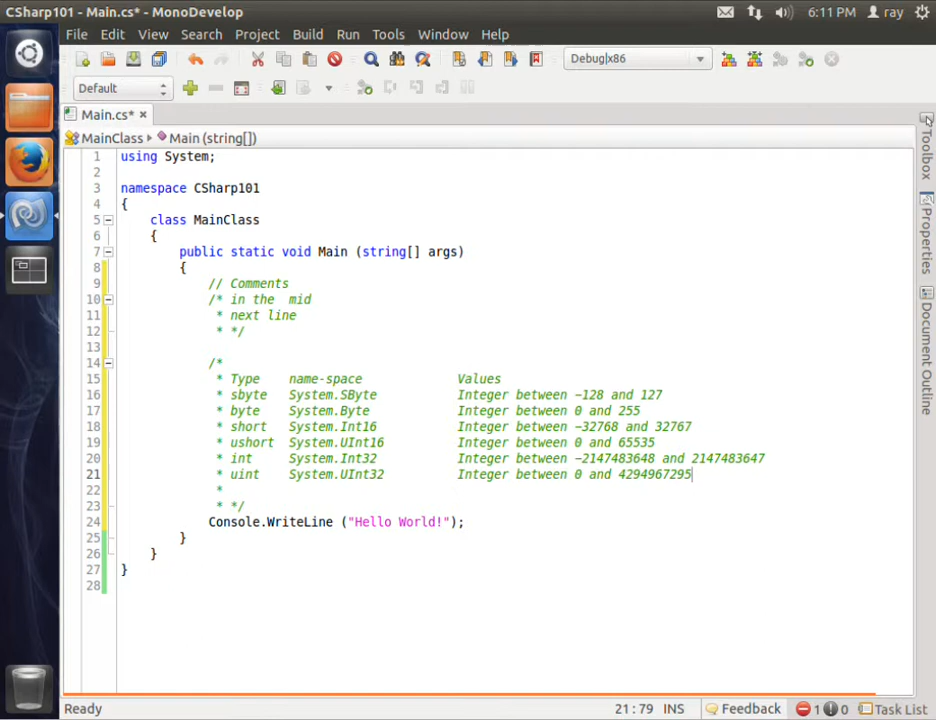 CSharp101 - Main.cs* - MonoDevelop 6:11 PM ray
File Edit View Search Project Build Run Tools Window Help
Debug|x86
Default
Main.cs*
MainClass Main (string[])
1 using System;
2
3 namespace CSharp101
4 {
5 class MainClass
6 {
7 public static void Main (string[] args)
8 {
9 // Comments
10 /* in the  mid
11 * next line
12 * */
13
14 /*
15 * Type name-space Values
16 * sbyte System.SByte Integer between -128 and 127
17 * byte System.Byte Integer between 0 and 255
18 * short System.Int16 Integer between -32768 and 32767
19 * ushort System.UInt16 Integer between 0 and 65535
20 * int System.Int32 Integer between -2147483648 and 2147483647
21 * uint System.UInt32 Integer between 0 and 4294967295
22 *
23 * */
24 Console.WriteLine ("Hello World!");
25 }
26 }
27 }
28
Toolbox
Properties
Document Outline
Ready 21 : 79 INS Feedback 1 0 Task List